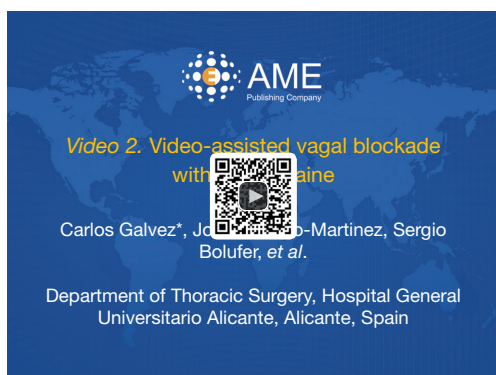 E
AME
Publishing Company
Video 2. Video-assisted vagal blockade
with aine
Carlos Galvez*, Jo o-Martinez, Sergio
Bolufer, et al.
Department of Thoracic Surgery, Hospital General
Universitario Alicante, Alicante, Spain